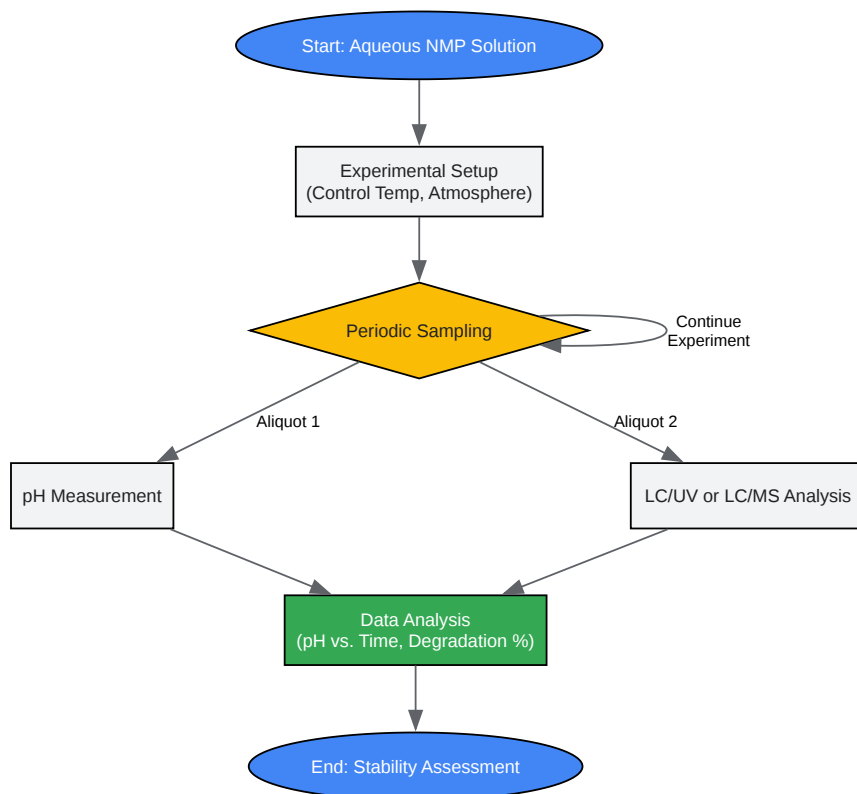 Start: Aqueous NMP Solution
Experimental Setup
(Control Temp, Atmosphere)
Periodic Sampling
Continue
Experiment
Aliquot 1
Aliquot 2
pH Measurement
LC/UV or LC/MS Analysis
Data Analysis
(pH vs. Time, Degradation %)
End: Stability Assessment